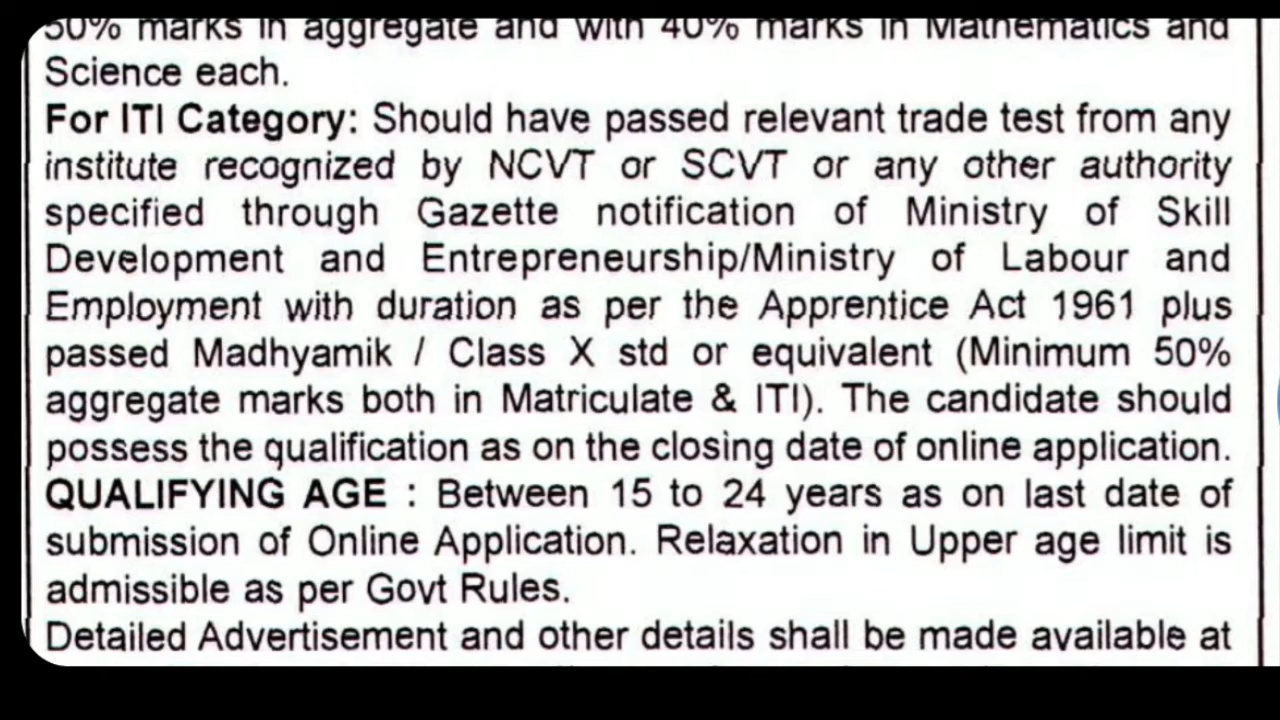 50% marks in aggregate and with 40% marks in Mathematics and
Science each.
For ITI Category: Should have passed relevant trade test from any
institute recognized by NCVT or SCVT or any other authority
specified through Gazette notification of Ministry of Skill
Development and Entrepreneurship/Ministry of Labour and
Employment with duration as per the Apprentice Act 1961 plus
passed Madhyamik / Class X std or equivalent (Minimum 50%
aggregate marks both in Matriculate & ITI). The candidate should
possess the qualification as on the closing date of online application.
QUALIFYING AGE : Between 15 to 24 years as on last date of
submission of Online Application. Relaxation in Upper age limit is
admissible as per Govt Rules.
Detailed Advertisement and other details shall be made available at